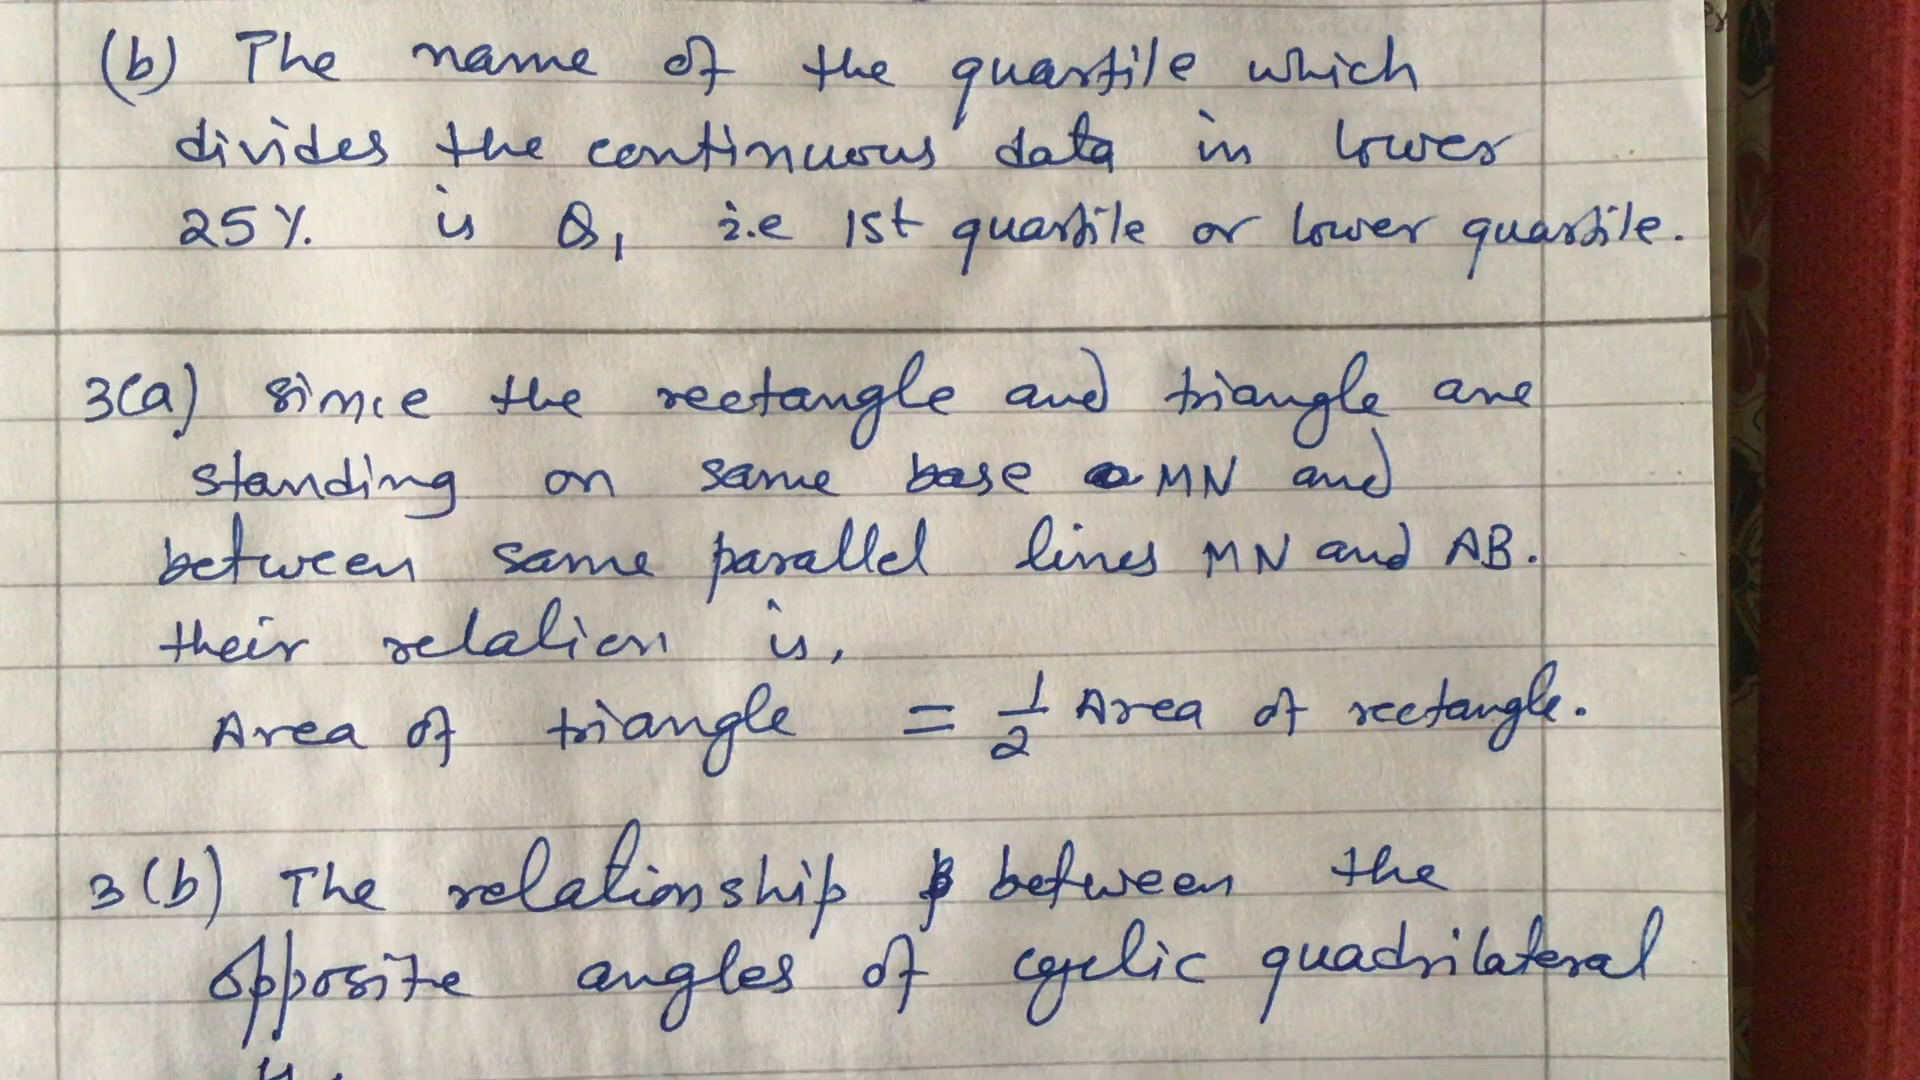 (b) The name of the quartile which
divides the continuous data in lower
25% is Q₁ i.e 1st quartile or lower quartile.
3(a) since the rectangle and triangle are
standing on same base MN and
between same parallel lines MN and AB.
their relation is,
Area of triangle = 1/2 Area of rectangle.
3(b) The relationship between the
opposite angles of cyclic quadrilateral